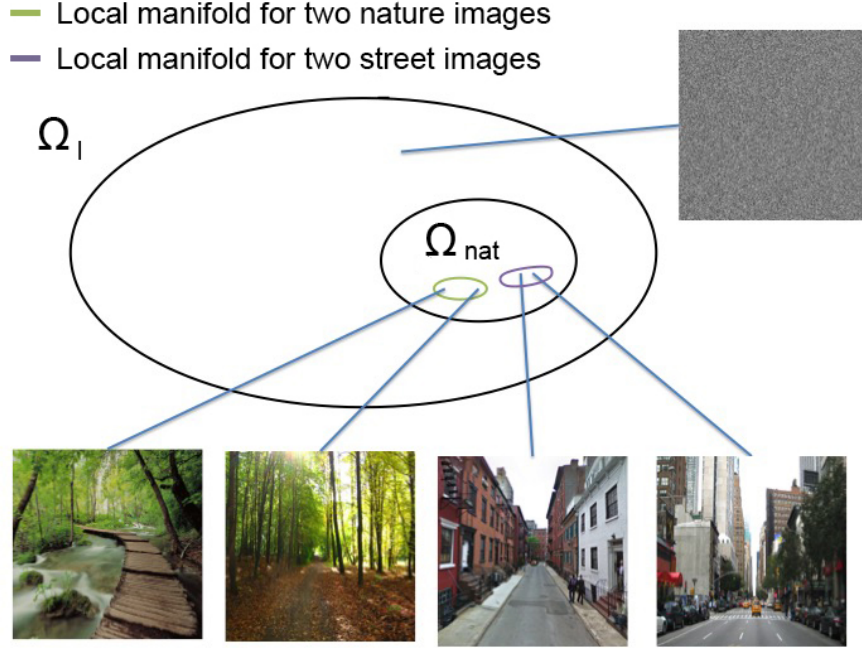 Local manifold for two nature images
Local manifold for two street images
Ω I
Ω nat